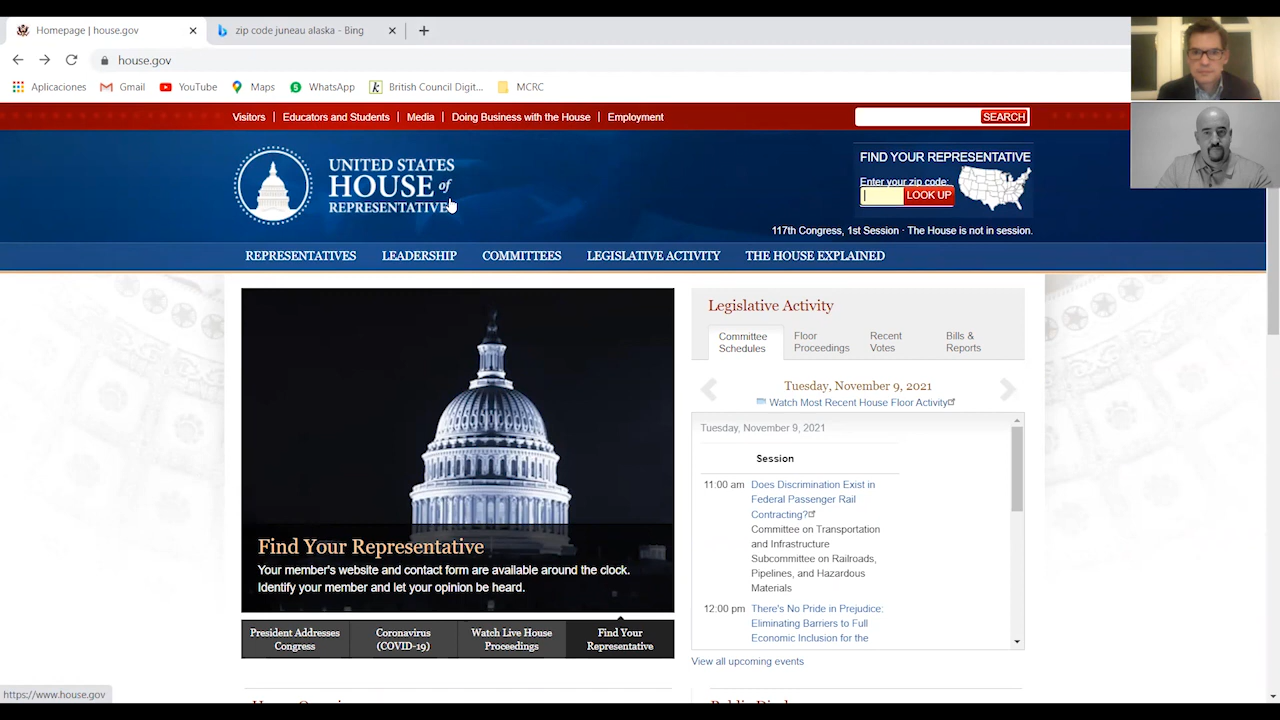 Homepage | house.gov
zip code juneau alaska - Bing
house.gov
Aplicaciones
Gmail
YouTube
Maps
WhatsApp
British Council Digit...
MCRC
Visitors | Educators and Students | Media | Doing Business with the House | Employment
SEARCH
UNITED STATES
HOUSE of
REPRESENTATIVES
FIND YOUR REPRESENTATIVE
Enter your zip code:
LOOK UP
117th Congress, 1st Session · The House is not in session.
REPRESENTATIVES LEADERSHIP COMMITTEES LEGISLATIVE ACTIVITY THE HOUSE EXPLAINED
Find Your Representative
Your member's website and contact form are available around the clock.
Identify your member and let your opinion be heard.
President Addresses
Congress
Coronavirus
(COVID-19)
Watch Live House
Proceedings
Find Your
Representative
Legislative Activity
Committee
Schedules
Floor
Proceedings
Recent
Votes
Bills &
Reports
Tuesday, November 9, 2021
Watch Most Recent House Floor Activity
Tuesday, November 9, 2021
Session
11:00 am Does Discrimination Exist in
Federal Passenger Rail
Contracting?
Committee on Transportation
and Infrastructure
Subcommittee on Railroads,
Pipelines, and Hazardous
Materials
12:00 pm There's No Pride in Prejudice:
Eliminating Barriers to Full
Economic Inclusion for the
View all upcoming events
https://www.house.gov